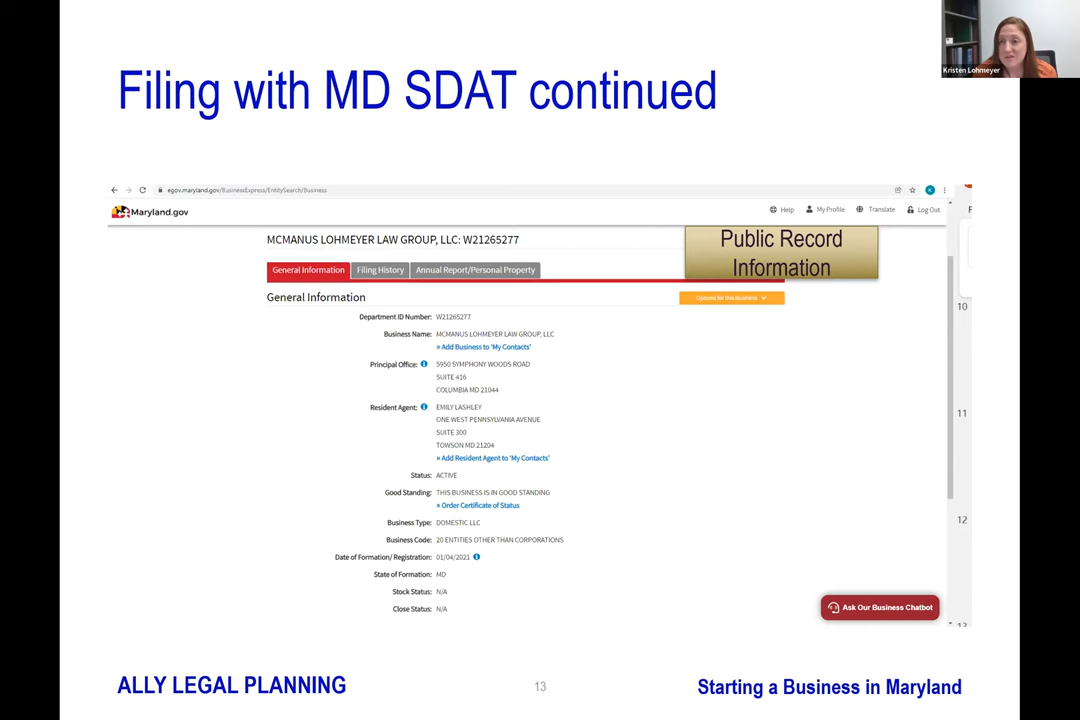 Kristen Lohmeyer
Filing with MD SDAT continued
egov.maryland.gov/BusinessExpress/EntitySearch/Business
Maryland.gov
Help My Profile Translate Log Out
MCMANUS LOHMEYER LAW GROUP, LLC: W21265277
Public Record
Information
General Information Filing History Annual Report/Personal Property
General Information
Options for this Business
Department ID Number: W21265277
Business Name: MCMANUS LOHMEYER LAW GROUP, LLC
» Add Business to 'My Contacts'
Principal Office: 5950 SYMPHONY WOODS ROAD
SUITE 416
COLUMBIA MD 21044
Resident Agent: EMILY LASHLEY
ONE WEST PENNSYLVANIA AVENUE
SUITE 300
TOWSON MD 21204
» Add Resident Agent to 'My Contacts'
Status: ACTIVE
Good Standing: THIS BUSINESS IS IN GOOD STANDING
» Order Certificate of Status
Business Type: DOMESTIC LLC
Business Code: 20 ENTITIES OTHER THAN CORPORATIONS
Date of Formation/ Registration: 01/04/2021
State of Formation: MD
Stock Status: N/A
Close Status: N/A
10
11
12
Ask Our Business Chatbot
ALLY LEGAL PLANNING
13
Starting a Business in Maryland